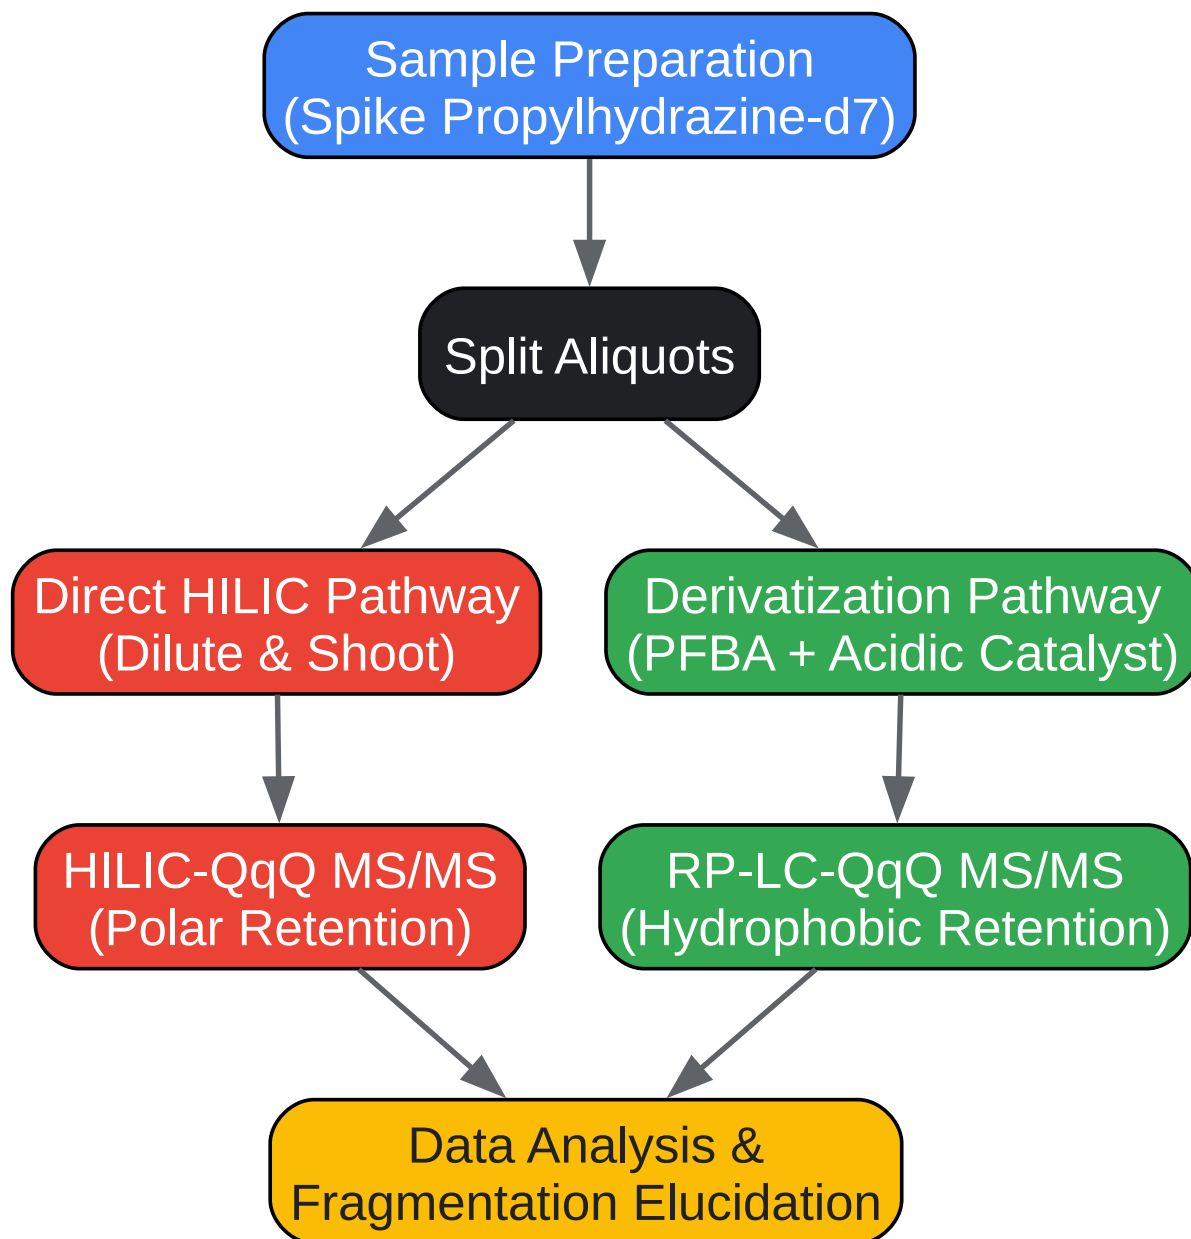 Sample Preparation
(Spike Propylhydrazine-d7)
Split Aliquots
Direct HILIC Pathway
(Dilute & Shoot)
Derivatization Pathway
(PFBA + Acidic Catalyst)
HILIC-QqQ MS/MS
(Polar Retention)
RP-LC-QqQ MS/MS
(Hydrophobic Retention)
Data Analysis &
Fragmentation Elucidation